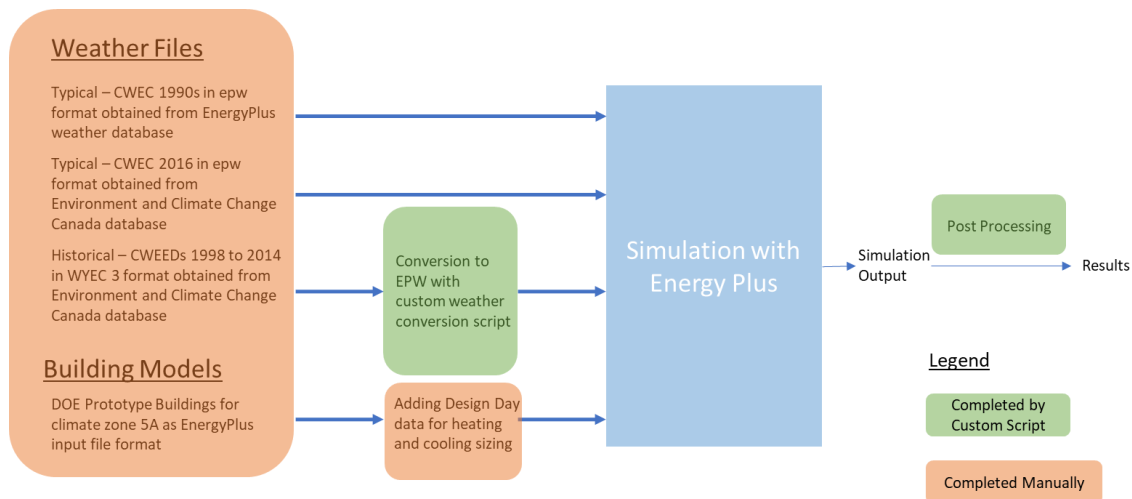 Weather Files
Typical – CWEC 1990s in epw
format obtained from EnergyPlus
weather database
Typical – CWEC 2016 in epw
format obtained from
Environment and Climate Change
Canada database
Historical – CWEEDs 1998 to 2014
in WYEC 3 format obtained from
Environment and Climate Change
Canada database
Building Models
DOE Prototype Buildings for
climate zone 5A as EnergyPlus
input file format
Conversion to
EPW with
custom weather
conversion script
Adding Design Day
data for heating
and cooling sizing
Simulation with
Energy Plus
Simulation
Output
Post Processing
Results
Legend
Completed by
Custom Script
Completed Manually